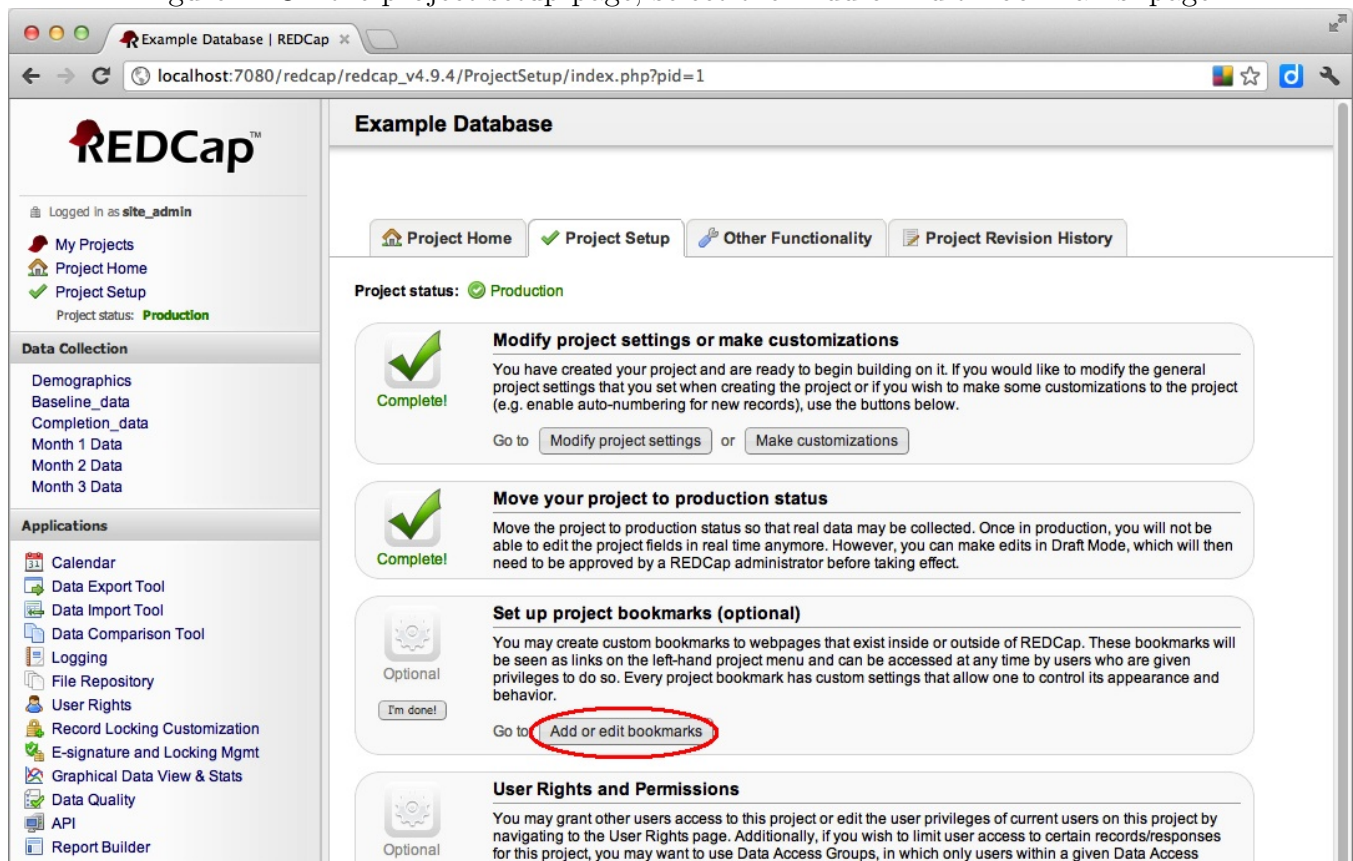 Example Database | REDCap
localhost:7080/redcap/redcap_v4.9.4/ProjectSetup/index.php?pid=1
REDCap™
Logged in as site_admin
My Projects
Project Home
Project Setup
Project status: Production
Data Collection
Demographics
Baseline_data
Completion_data
Month 1 Data
Month 2 Data
Month 3 Data
Applications
31 Calendar
Data Export Tool
Data Import Tool
Data Comparison Tool
Logging
File Repository
User Rights
Record Locking Customization
E-signature and Locking Mgmt
Graphical Data View & Stats
Data Quality
API
Report Builder
Example Database
Project Home
Project Setup
Other Functionality
Project Revision History
Project status: Production
Complete!
Modify project settings or make customizations
You have created your project and are ready to begin building on it. If you would like to modify the general
project settings that you set when creating the project or if you wish to make some customizations to the project
(e.g. enable auto-numbering for new records), use the buttons below.
Go to Modify project settings or Make customizations
Complete!
Move your project to production status
Move the project to production status so that real data may be collected. Once in production, you will not be
able to edit the project fields in real time anymore. However, you can make edits in Draft Mode, which will then
need to be approved by a REDCap administrator before taking effect.
Optional
I'm done!
Set up project bookmarks (optional)
You may create custom bookmarks to webpages that exist inside or outside of REDCap. These bookmarks will
be seen as links on the left-hand project menu and can be accessed at any time by users who are given
privileges to do so. Every project bookmark has custom settings that allow one to control its appearance and
behavior.
Go to Add or edit bookmarks
Optional
User Rights and Permissions
You may grant other users access to this project or edit the user privileges of current users on this project by
navigating to the User Rights page. Additionally, if you wish to limit user access to certain records/responses
for this project, you may want to use Data Access Groups, in which only users within a given Data Access